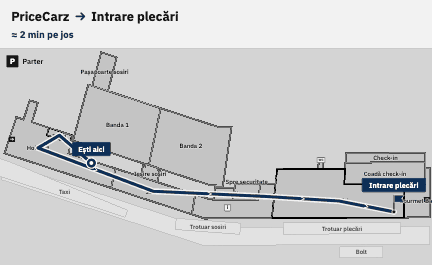 PriceCarz → Intrare plecări
≈ 2 min pe jos
P Parter
Pașapoarte sosiri
Banda 1
Banda 2
Check-in
Coadă check-in
Ești aici
Ieșire sosiri
Spre securitate
Intrare plecări
Taxi
Trotuar sosiri
Trotuar plecări
Bolt